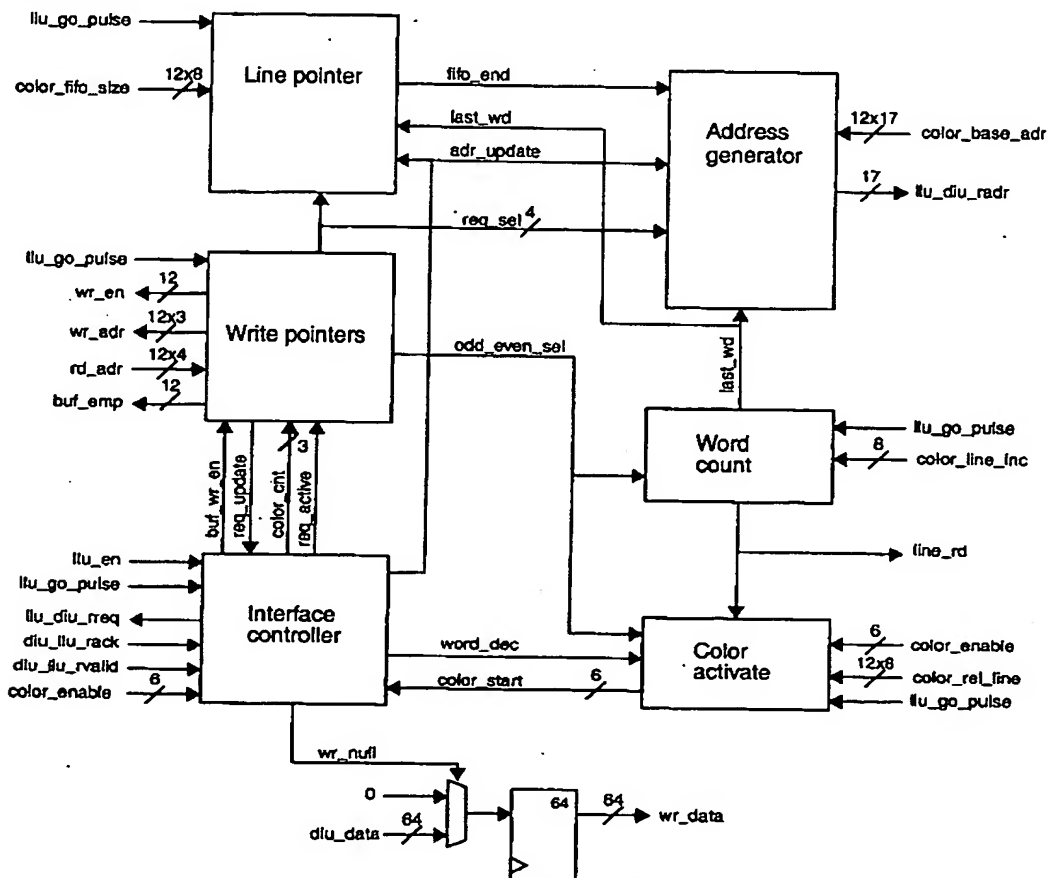 llu_go_pulse
color_fifo_size
12x8
Line pointer
fifo_end
last_wd
adr_update
req_sel
4
Address generator
12x17
color_base_adr
17
llu_diu_radr
llu_go_pulse
12
wr_en
12x3
wr_adr
12x4
rd_adr
12
buf_emp
Write pointers
odd_even_sel
last_wd
Word count
llu_go_pulse
8
color_line_inc
line_rd
buf_wr_en
req_update
color_cnt
3
req_active
llu_en
llu_go_pulse
llu_diu_rreq
diu_llu_rack
diu_llu_rvalid
color_enable
6
Interface controller
word_dec
color_start
6
Color activate
6
color_enable
12x8
color_rel_line
llu_go_pulse
wr_null
0
diu_data
64
64
64
wr_data